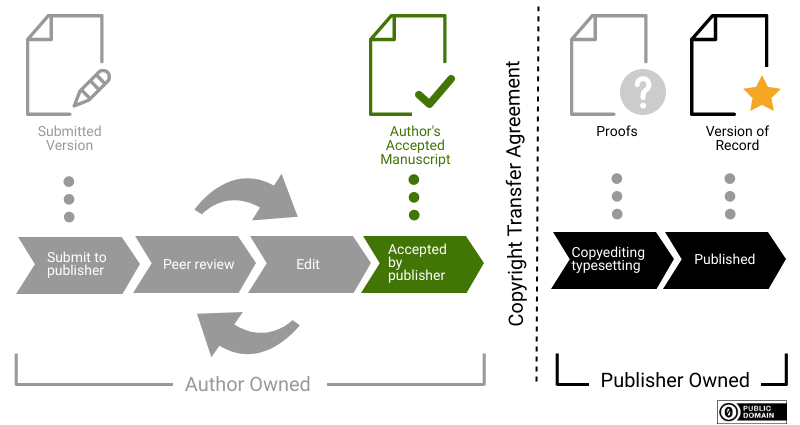 Submitted
Version
Author's
Accepted
Manuscript
Copyright Transfer Agreement
Proofs
?
Version of
Record
Submit to
publisher
Peer review
Edit
Accepted
by
publisher
Copyediting
typesetting
Published
Author Owned
Publisher Owned
0
PUBLIC
DOMAIN